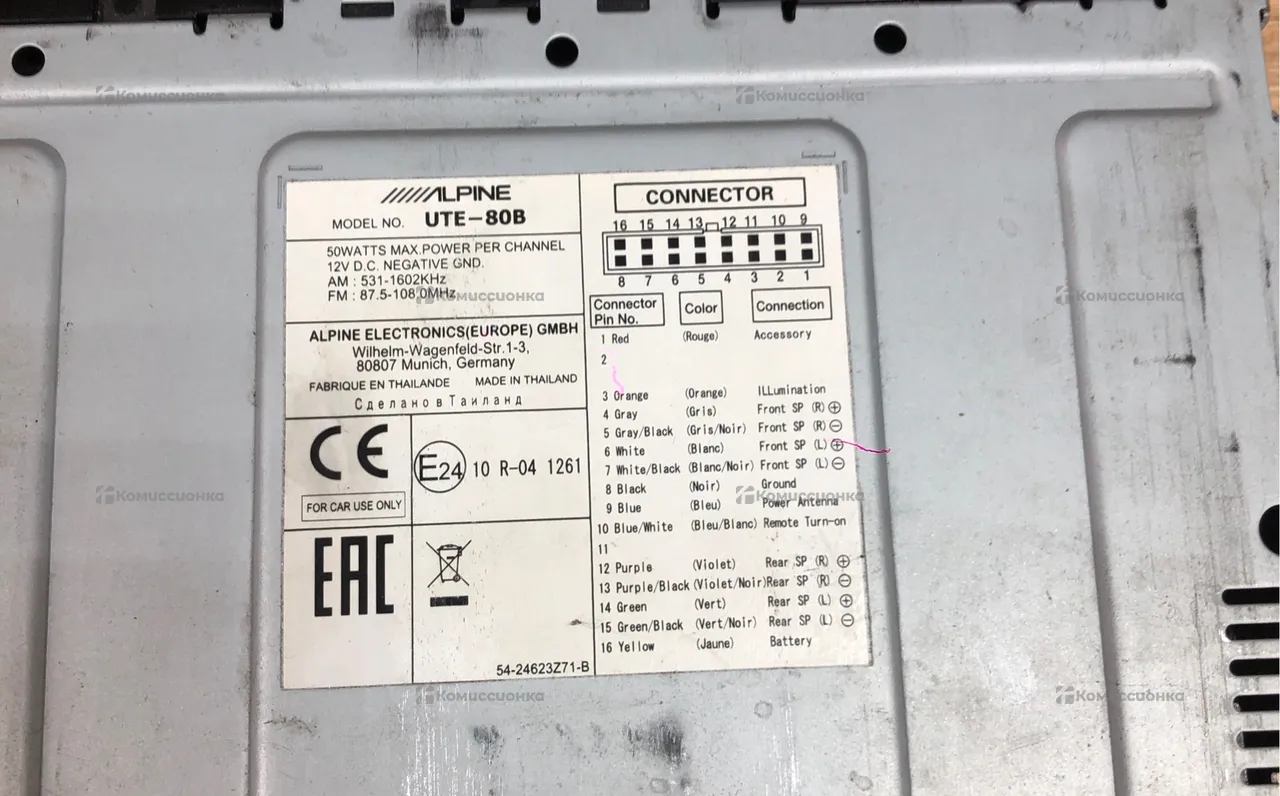 ALPINE
MODEL NO. UTE-80B
50WATTS MAX.POWER PER CHANNEL
12V D.C. NEGATIVE GND.
AM : 531-1602KHz
FM : 87.5-108.0MHz
ALPINE ELECTRONICS(EUROPE) GMBH
Wilhelm-Wagenfeld-Str.1-3,
80807 Munich, Germany
FABRIQUE EN THAILANDE MADE IN THAILAND
Сделано в Таиланд
CE
FOR CAR USE ONLY
E24 10 R-04 1261
EAC
54-24623Z71-B
CONNECTOR
16 15 14 13 12 11 10 9
8 7 6 5 4 3 2 1
Connector Pin No. Color Connection
1 Red (Rouge) Accessory
2
3 Orange (Orange) ILLumination
4 Gray (Gris) Front SP (R) ⊕
5 Gray/Black (Gris/Noir) Front SP (R) ⊖
6 White (Blanc) Front SP (L) ⊕
7 White/Black (Blanc/Noir) Front SP (L) ⊖
8 Black (Noir) Ground
9 Blue (Bleu) Power Antenna
10 Blue/White (Bleu/Blanc) Remote Turn-on
11
12 Purple (Violet) Rear SP (R) ⊕
13 Purple/Black (Violet/Noir) Rear SP (R) ⊖
14 Green (Vert) Rear SP (L) ⊕
15 Green/Black (Vert/Noir) Rear SP (L) ⊖
16 Yellow (Jaune) Battery
Комиссионка
Комиссионка
Комиссионка
Комиссионка
Комиссионка
Комиссионка
Комиссионка
Комиссионка